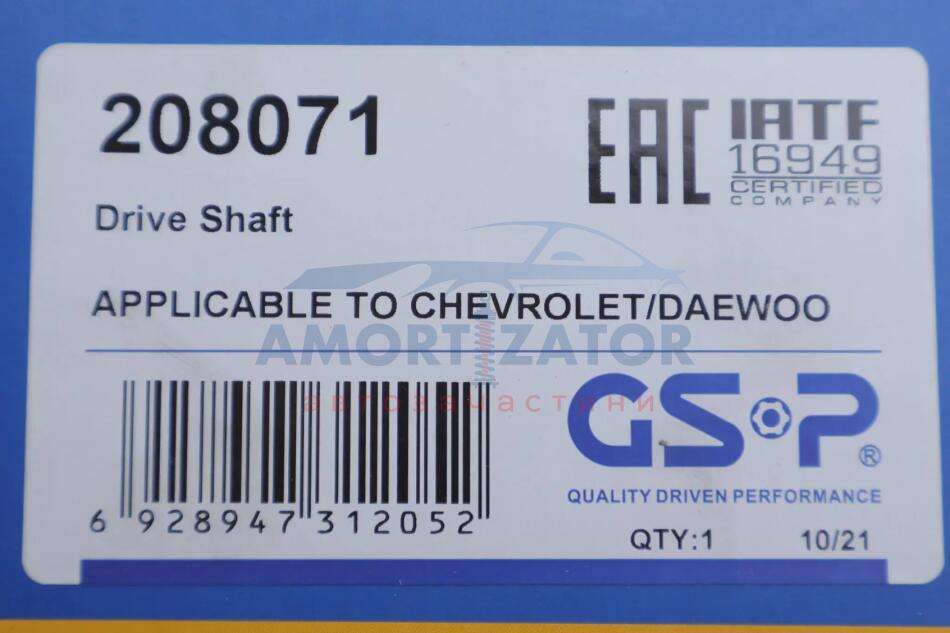 208071
EAC
IATF
16949
CERTIFIED
COMPANY
Drive Shaft
APPLICABLE TO CHEVROLET/DAEWOO
AMORTIZATOR
автозачастини
GSP®
QUALITY DRIVEN PERFORMANCE
6 928947 312052
QTY:1 10/21